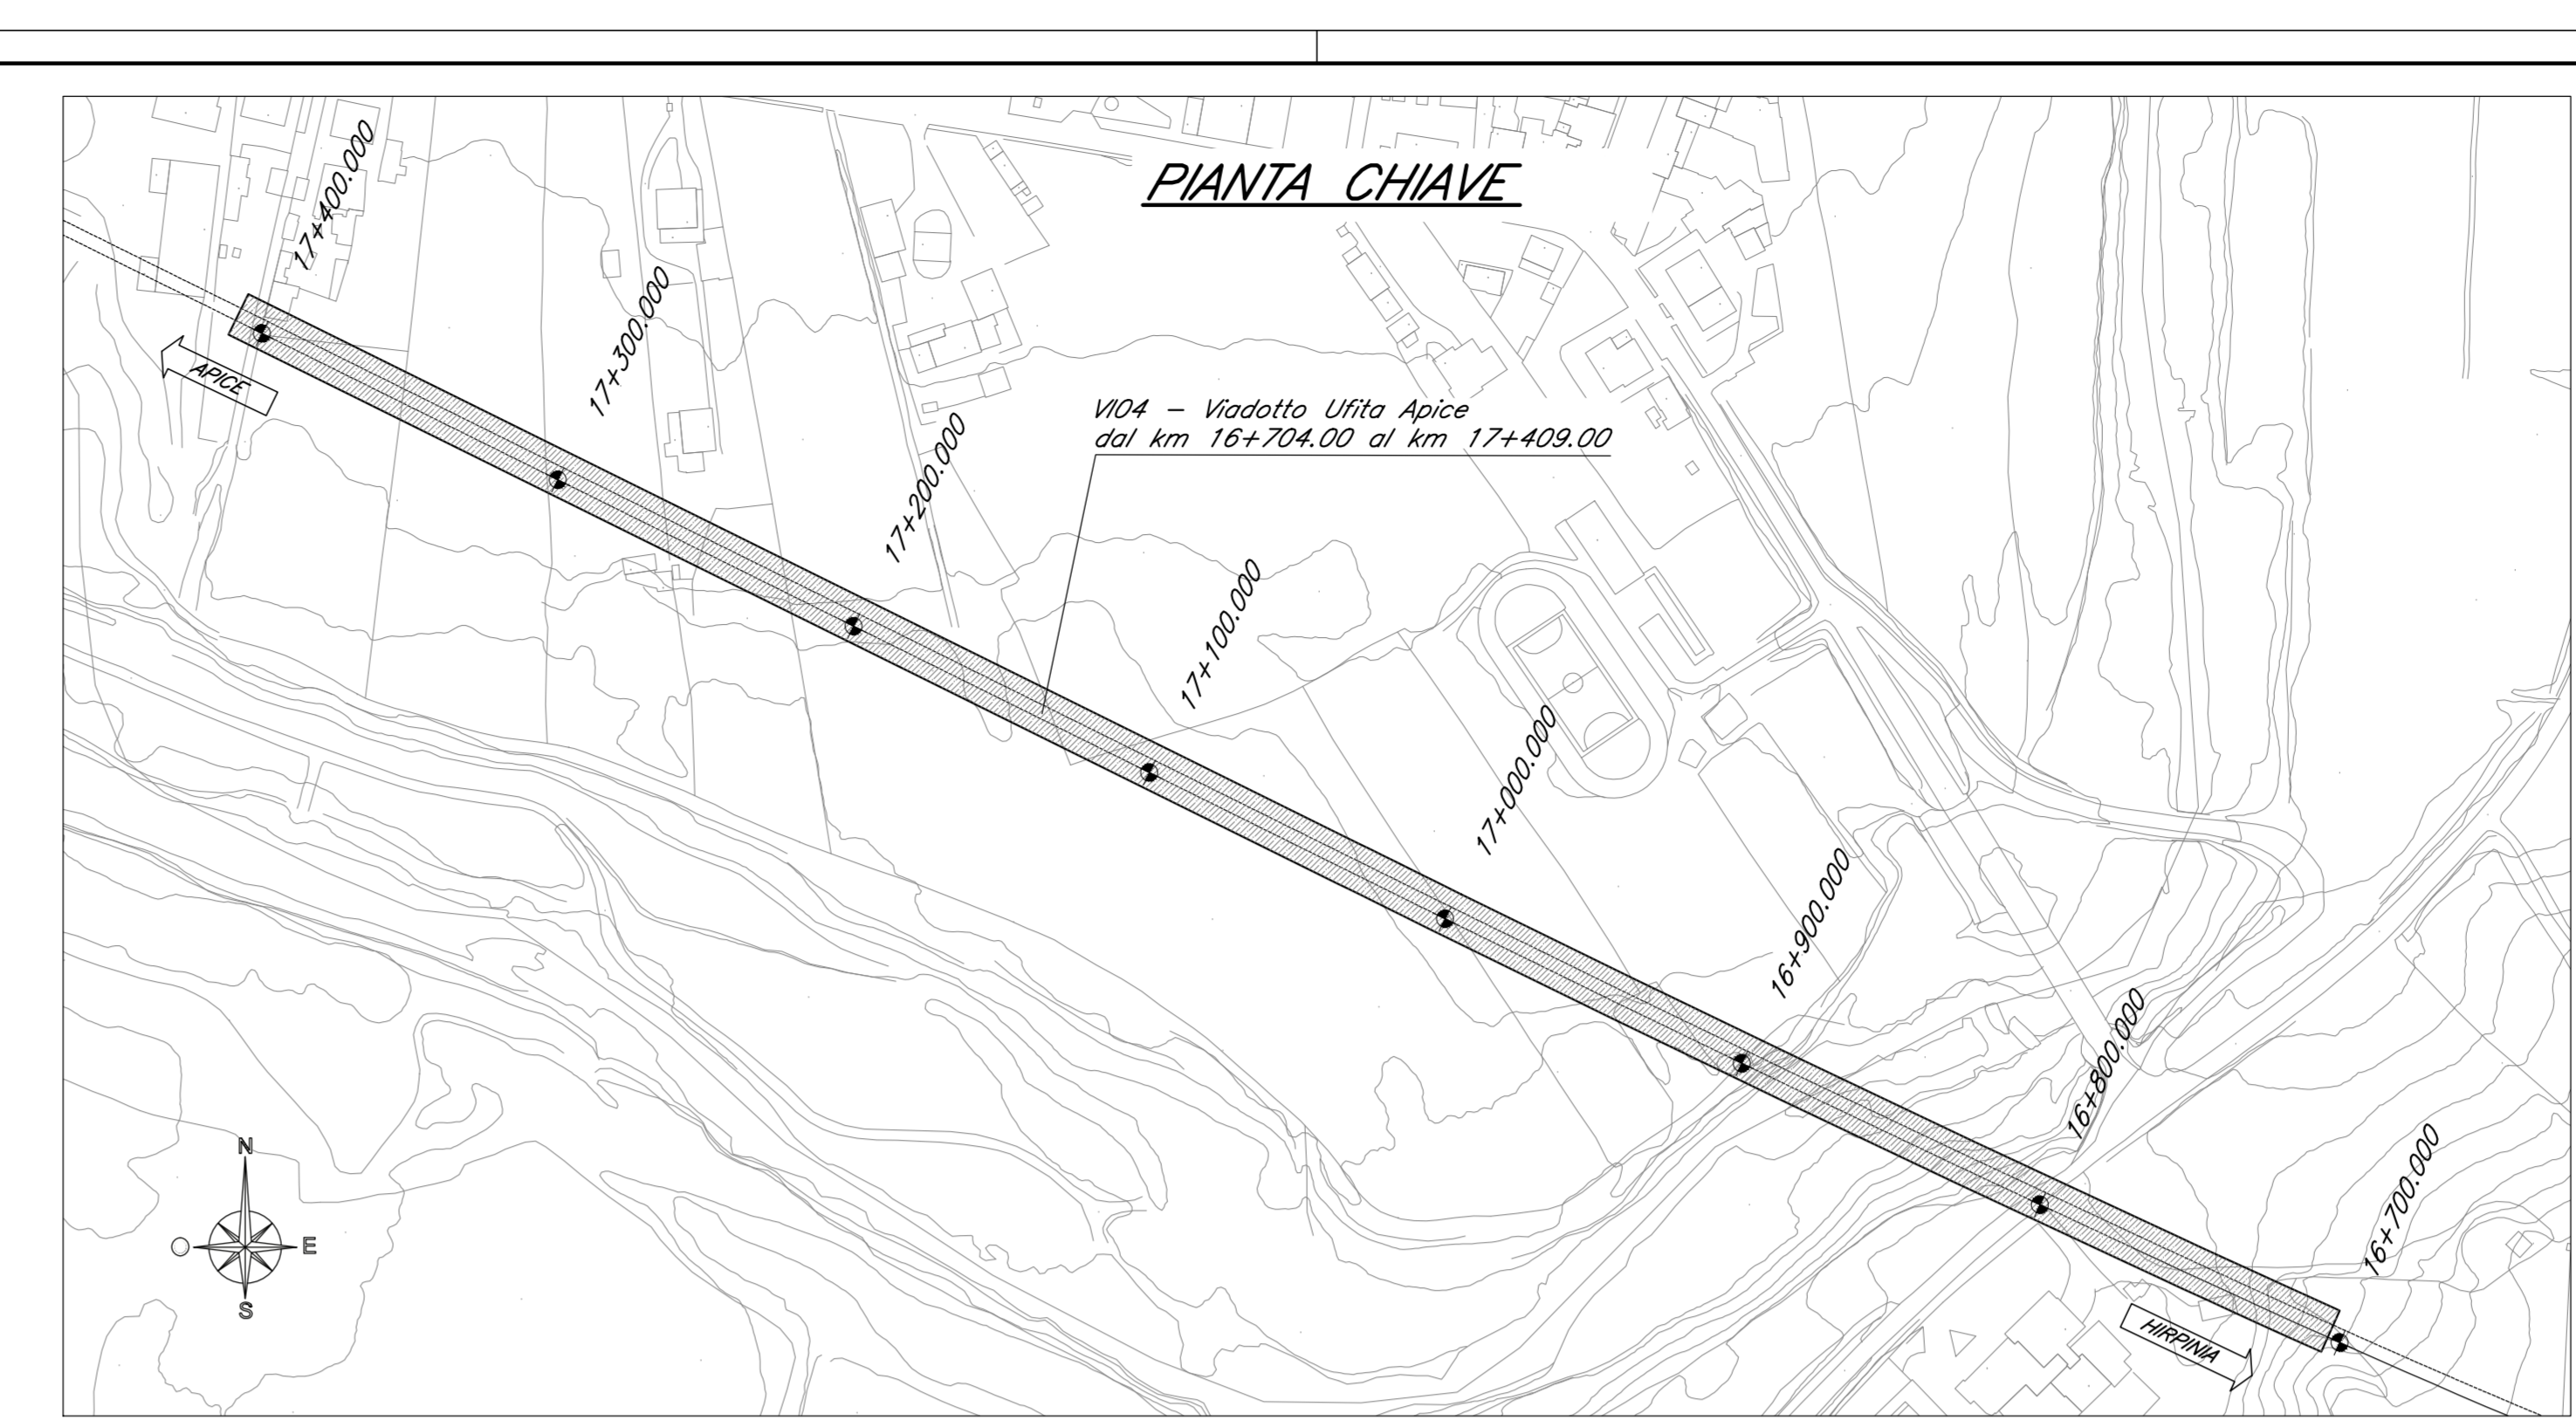 PIANTA CHIAVE
17+400.000
17+300.000
APICE
VI04 - Viadotto Ufita Apice
dal km 16+704.00 al km 17+409.00
17+200.000
17+100.000
17+000.000
16+900.000
16+800.000
16+700.000
N
O
E
S
HIRPINIA